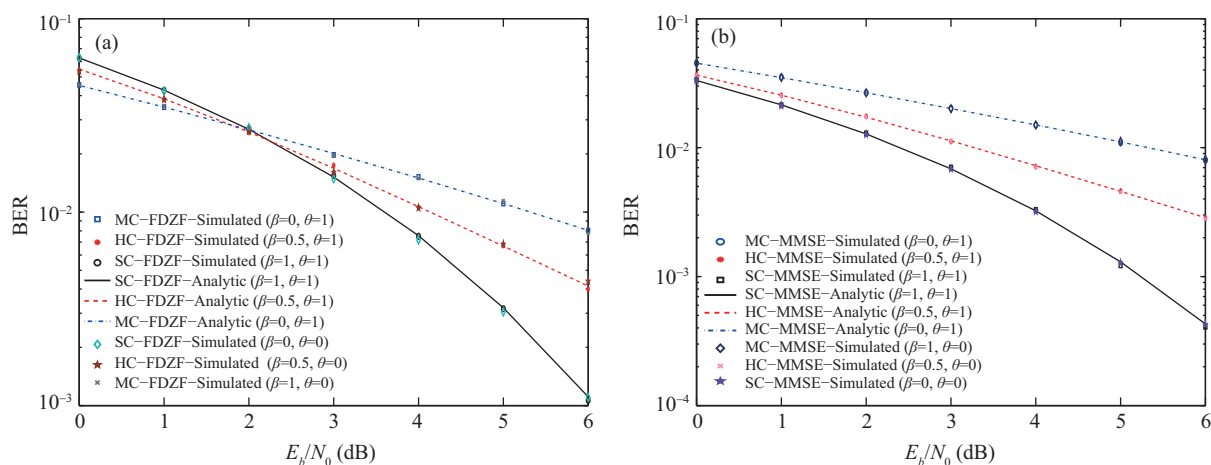 (a)
10⁻¹
10⁻²
10⁻³
BER
MC−FDZF−Simulated (β=0, θ=1)
HC−FDZF−Simulated (β=0.5, θ=1)
SC−FDZF−Simulated (β=1, θ=1)
SC−FDZF−Analytic (β=1, θ=1)
HC−FDZF−Analytic (β=0.5, θ=1)
MC−FDZF−Analytic (β=0, θ=1)
SC−FDZF−Simulated (β=0, θ=0)
HC−FDZF−Simulated (β=0.5, θ=0)
MC−FDZF−Simulated (β=1, θ=0)
0 1 2 3 4 5 6
E_b/N₀ (dB)
(b)
10⁻¹
10⁻²
10⁻³
10⁻⁴
BER
MC−MMSE−Simulated (β=0, θ=1)
HC−MMSE−Simulated (β=0.5, θ=1)
SC−MMSE−Simulated (β=1, θ=1)
SC−MMSE−Analytic (β=1, θ=1)
HC−MMSE−Analytic (β=0.5, θ=1)
MC−MMSE−Analytic (β=0, θ=1)
MC−MMSE−Simulated (β=1, θ=0)
HC−MMSE−Simulated (β=0.5, θ=0)
SC−MMSE−Simulated (β=0, θ=0)
0 1 2 3 4 5 6
E_b/N₀ (dB)